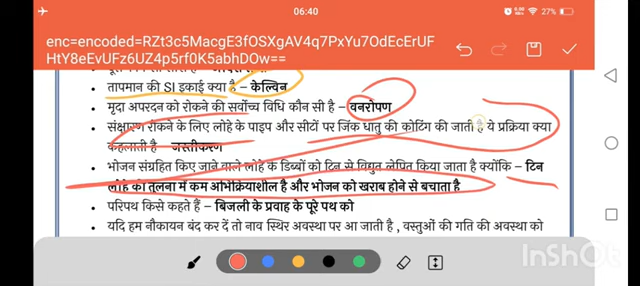 06:40
27%
enc=encoded=RZt3c5MacgE3fOSXgAV4q7PxYu7OdEcErUF
HtY8eEvUFz6UZ4p5rf0K5abhDOw==
तापमान की SI इकाई क्या है – केल्विन
मृदा अपरदन को रोकने की सर्वोच्च विधि कौन सी है – वनरोपण
संक्षारण रोकने के लिए लोहे के पाइप और सीटों पर जिंक धातु की कोटिंग की जाती है ये प्रक्रिया क्या
कहलाती है – जस्तीकरण
भोजन संग्रहित किए जाने वाले लोहे के डिब्बों को टिन से विद्युत लेपित किया जाता है क्योंकि – टिन
लोहे की तुलना में कम अभिक्रियाशील है और भोजन को खराब होने से बचाता है
परिपथ किसे कहते हैं – बिजली के प्रवाह के पूरे पथ को
यदि हम नौकायन बंद कर दें तो नाव स्थिर अवस्था पर आ जाती है , वस्तुओं की गति की अवस्था को
InShOt